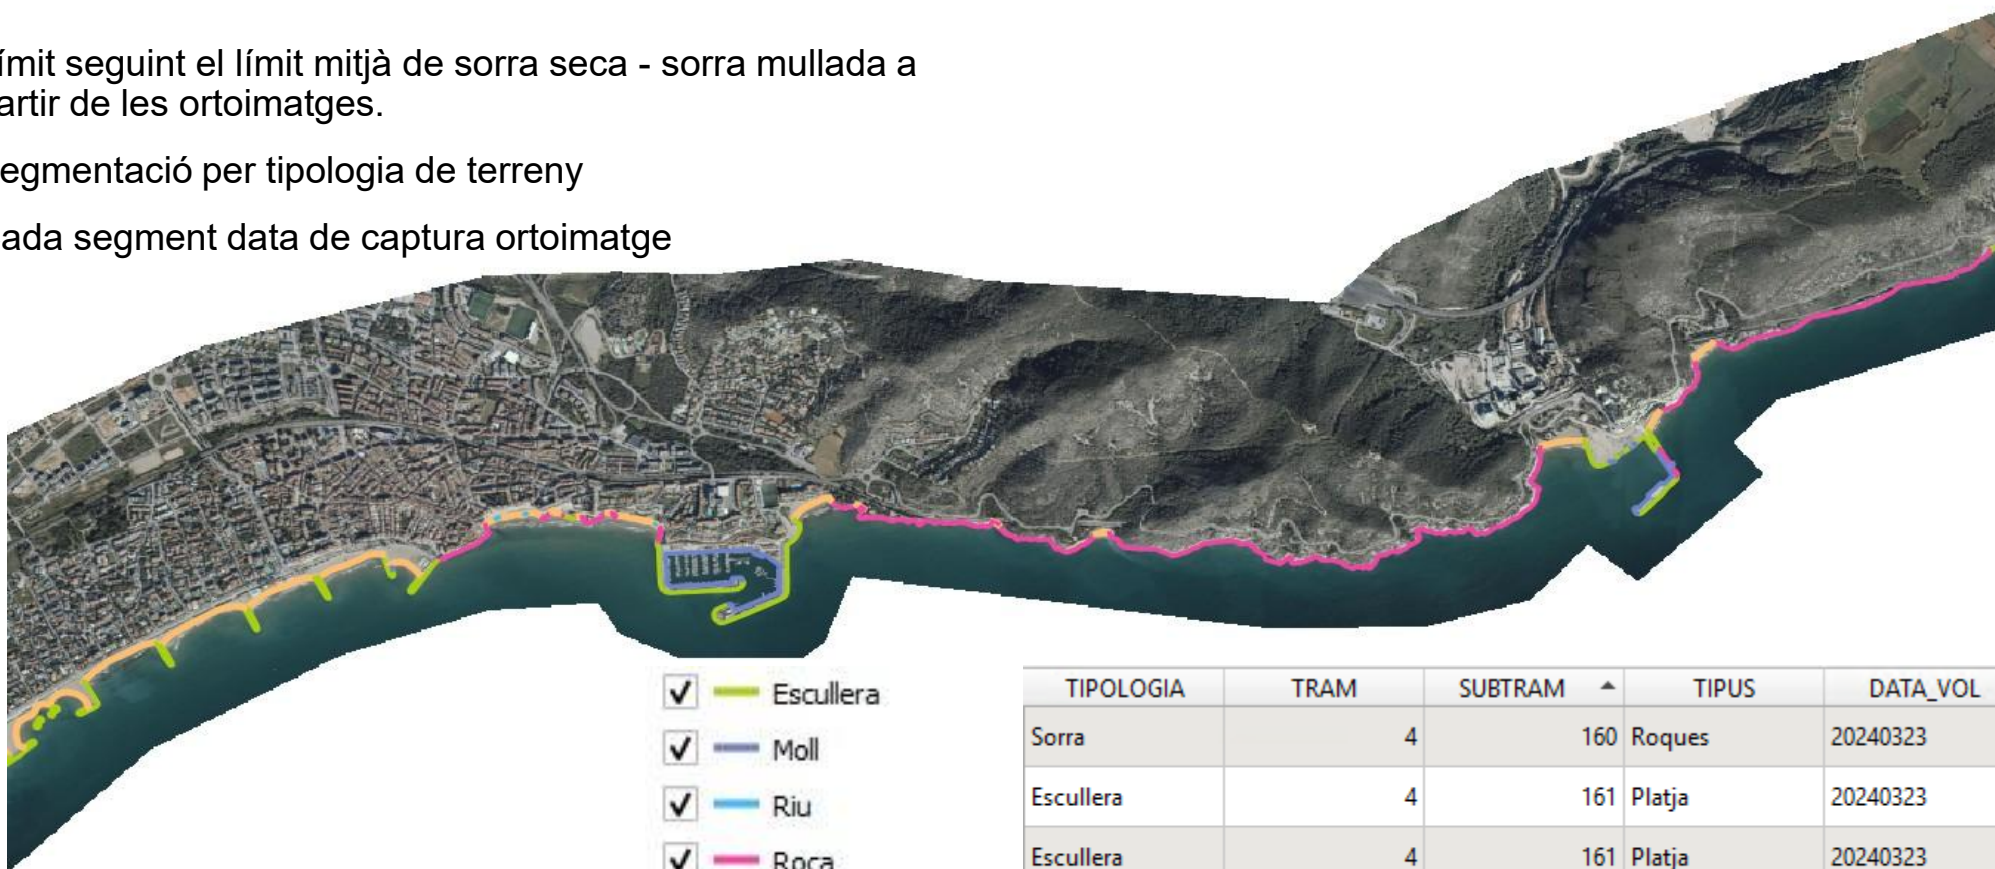 ímit seguint el límit mitjà de sorra seca - sorra mullada a
artir de les ortoimatges.
egmentació per tipologia de terreny
ada segment data de captura ortoimatge
Escullera
Moll
Riu
Roca
TIPOLOGIA TRAM SUBTRAM TIPUS DATA_VOL
Sorra 4 160 Roques 20240323
Escullera 4 161 Platja 20240323
Escullera 4 161 Platja 20240323